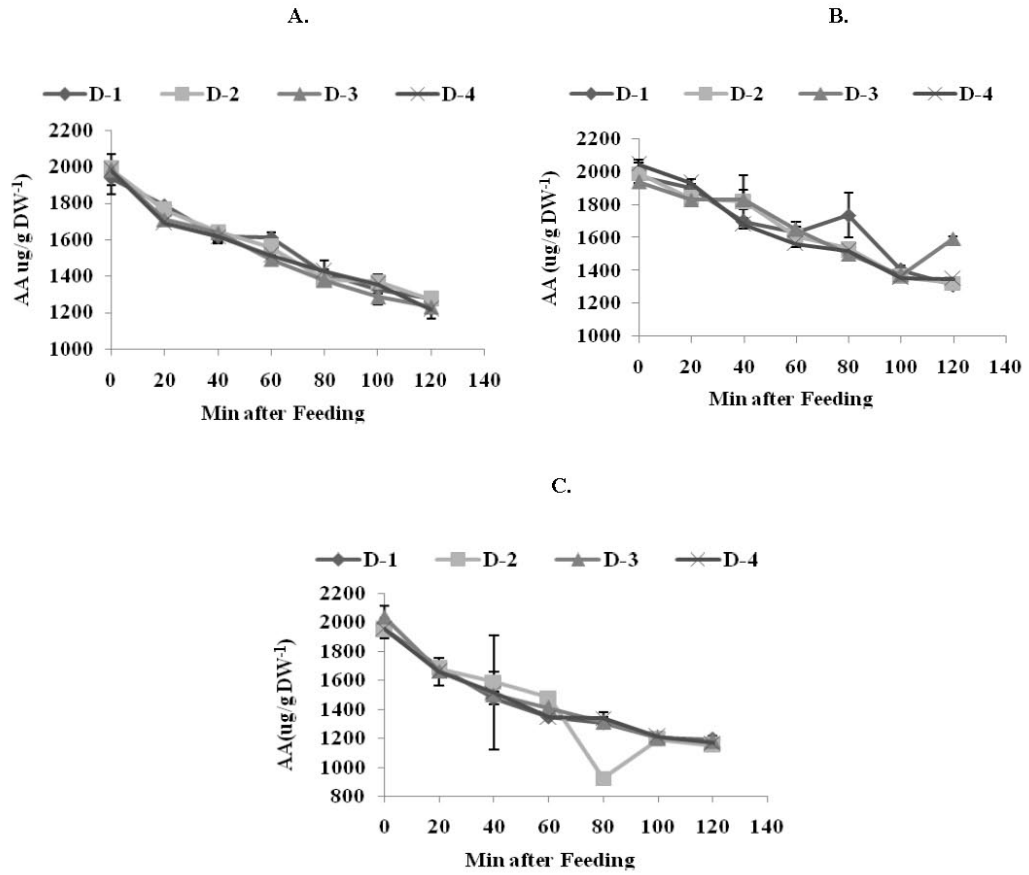 A.
D-1 D-2 D-3 D-4
2200
2000
1800
1600
1400
1200
1000
AA ug/g DW-1)
0 20 40 60 80 100 120 140
Min after Feeding
B.
D-1 D-2 D-3 D-4
2200
2000
1800
1600
1400
1200
1000
AA (ug/g DW-1)
0 20 40 60 80 100 120 140
Min after Feeding
C.
D-1 D-2 D-3 D-4
2200
2000
1800
1600
1400
1200
1000
800
AA(ug/g DW-1)
0 20 40 60 80 100 120 140
Min after Feeding